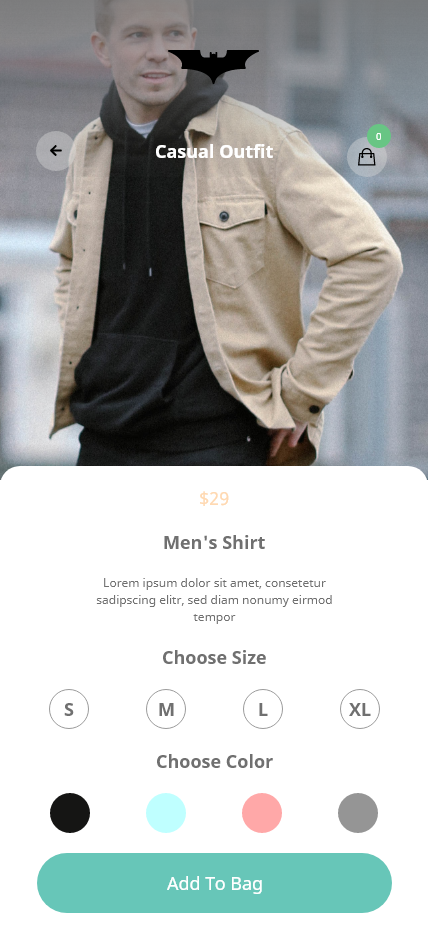 0
Casual Outfit
$29
Men's Shirt
Lorem ipsum dolor sit amet, consetetur
sadipscing elitr, sed diam nonumy eirmod
tempor
Choose Size
S M L XL
Choose Color
Add To Bag